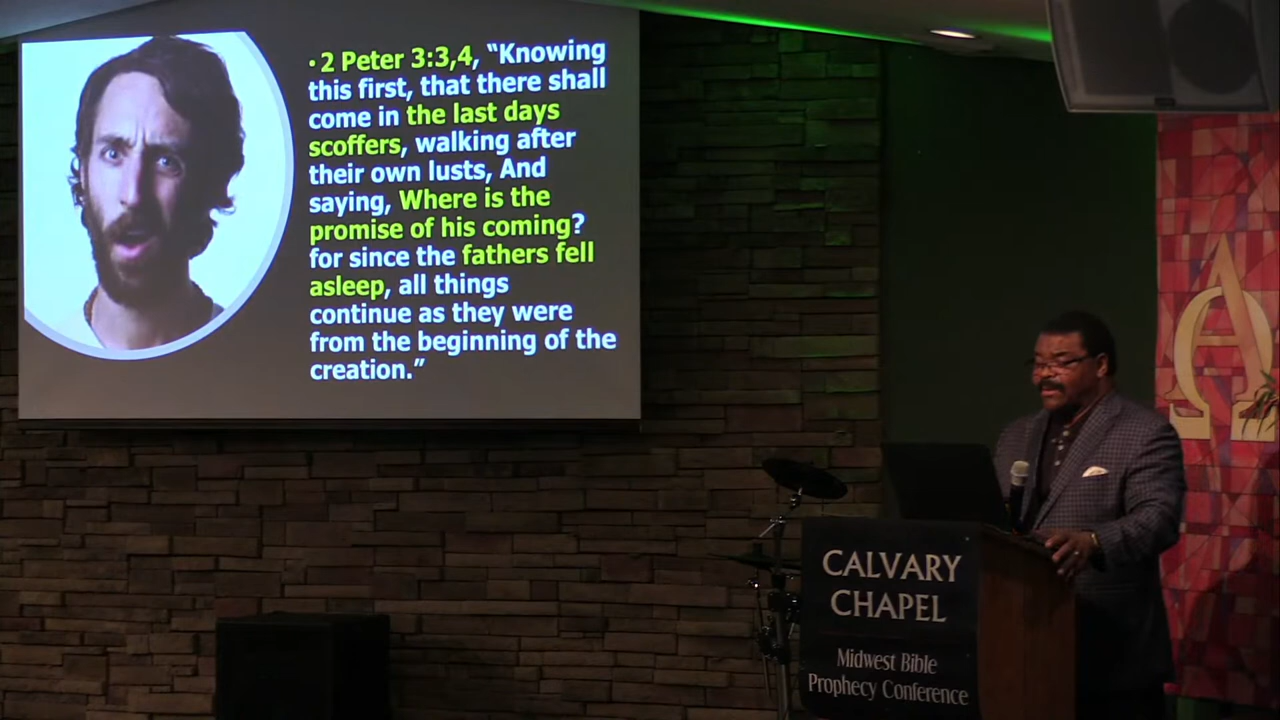 • 2 Peter 3:3,4, “Knowing
this first, that there shall
come in the last days
scoffers, walking after
their own lusts, And
saying, Where is the
promise of his coming?
for since the fathers fell
asleep, all things
continue as they were
from the beginning of the
creation.”
CALVARY
CHAPEL
Midwest Bible
Prophecy Conference